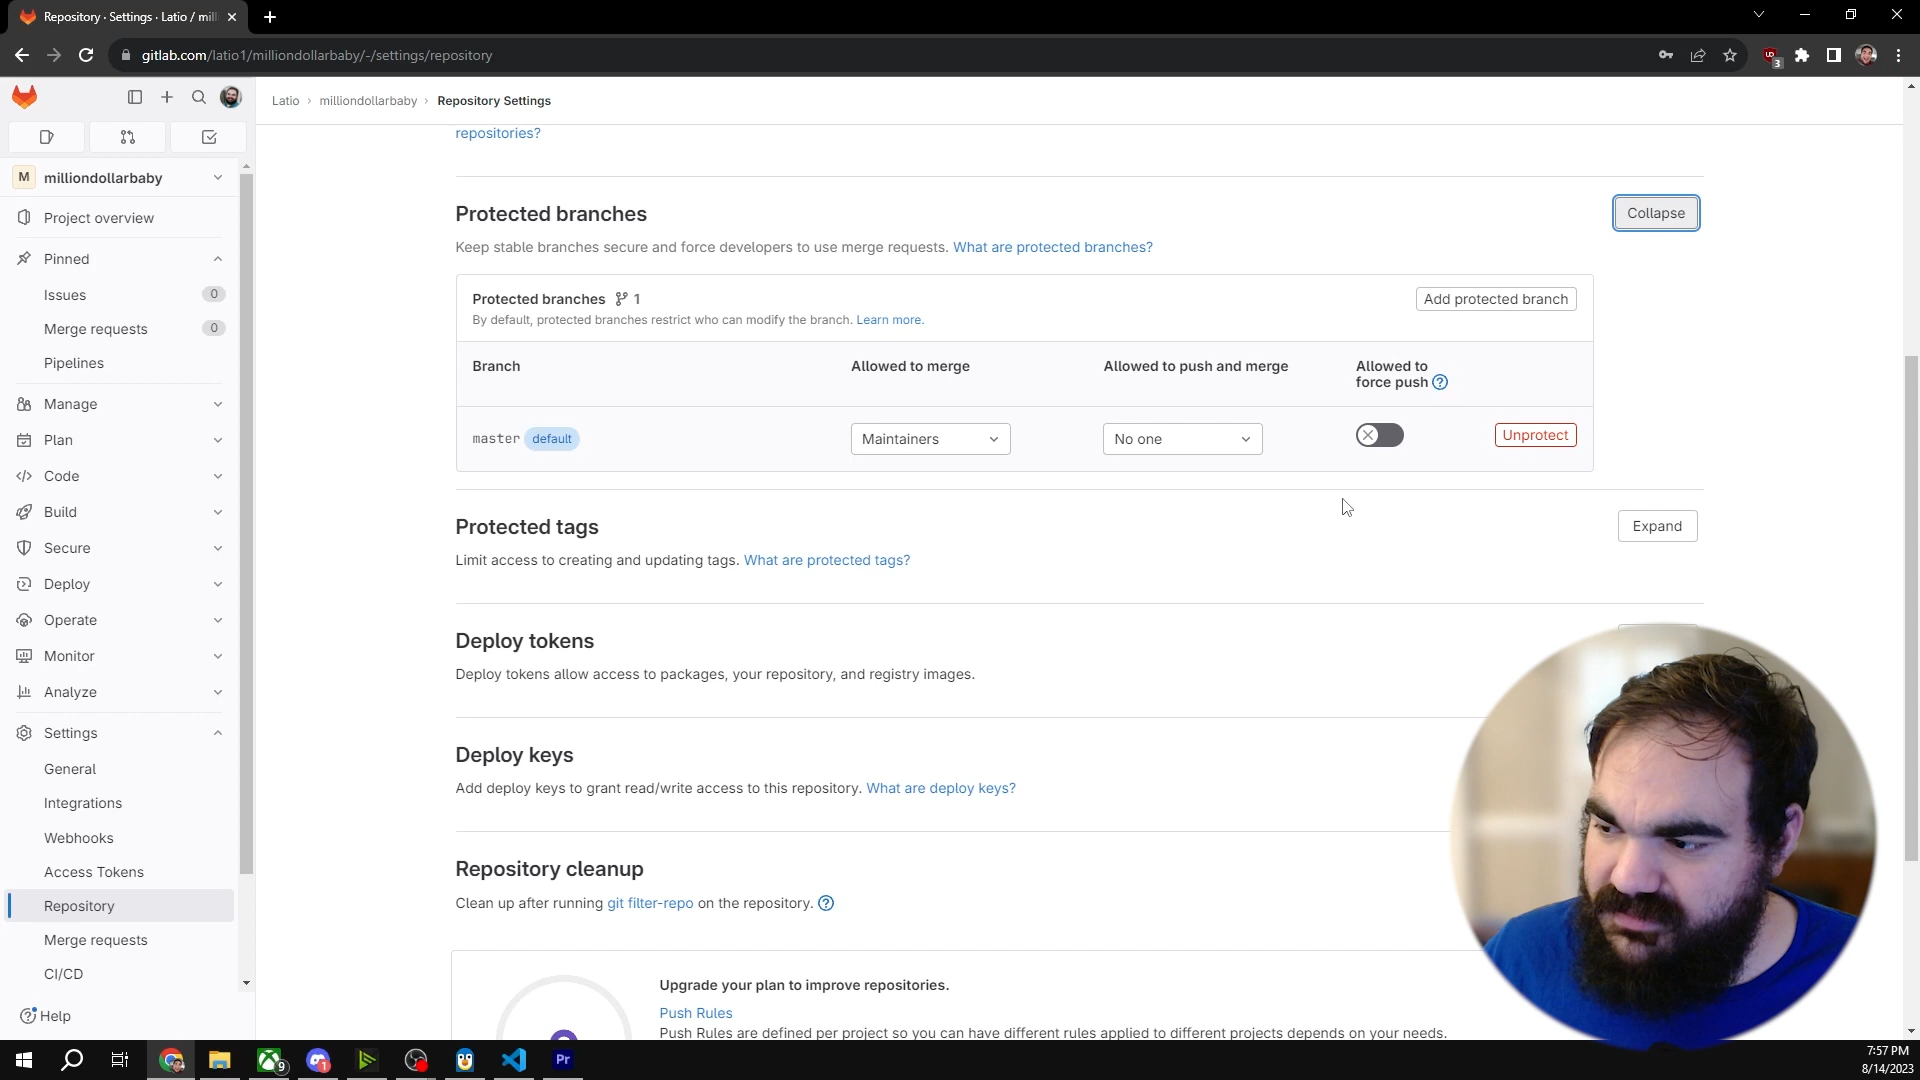 Repository · Settings · Latio / mill
gitlab.com/latio1/milliondollarbaby/-/settings/repository
3
Latio › milliondollarbaby › Repository Settings
M milliondollarbaby
Project overview
Pinned
Issues 0
Merge requests 0
Pipelines
Manage
Plan
Code
Build
Secure
Deploy
Operate
Monitor
Analyze
Settings
General
Integrations
Webhooks
Access Tokens
Repository
Merge requests
CI/CD
Help
repositories?
Protected branches
Collapse
Keep stable branches secure and force developers to use merge requests. What are protected branches?
Protected branches 1
Add protected branch
By default, protected branches restrict who can modify the branch. Learn more.
Branch
Allowed to merge
Allowed to push and merge
Allowed to
force push
master default
Maintainers
No one
Unprotect
Protected tags
Expand
Limit access to creating and updating tags. What are protected tags?
Deploy tokens
Deploy tokens allow access to packages, your repository, and registry images.
Deploy keys
Add deploy keys to grant read/write access to this repository. What are deploy keys?
Repository cleanup
Clean up after running git filter-repo on the repository.
Upgrade your plan to improve repositories.
Push Rules
Push Rules are defined per project so you can have different rules applied to different projects depends on your needs.
9
1
Pr
7:57 PM
8/14/2023